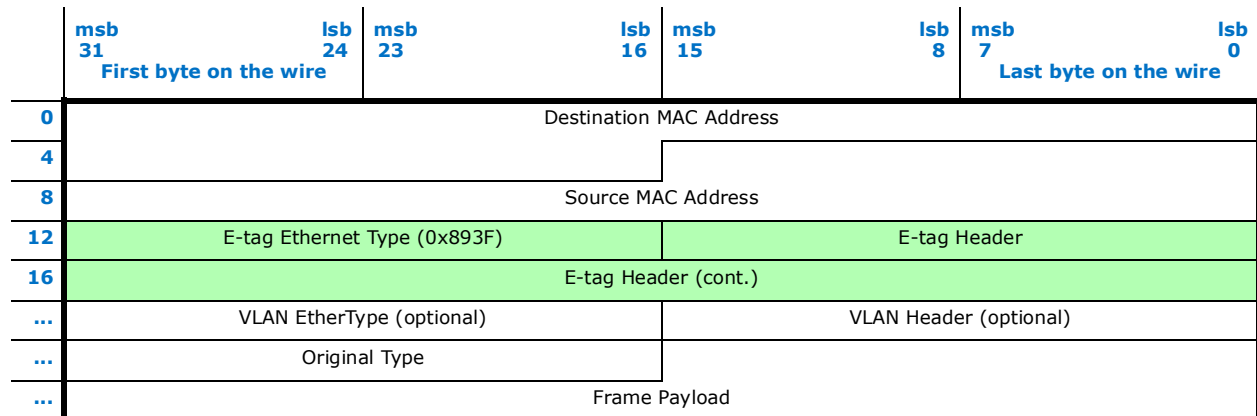 msb lsb msb lsb msb lsb msb lsb
31 24 23 16 15 8 7 0
First byte on the wire Last byte on the wire
0 Destination MAC Address
4
8 Source MAC Address
12 E-tag Ethernet Type (0x893F) E-tag Header
16 E-tag Header (cont.)
... VLAN EtherType (optional) VLAN Header (optional)
... Original Type
... Frame Payload